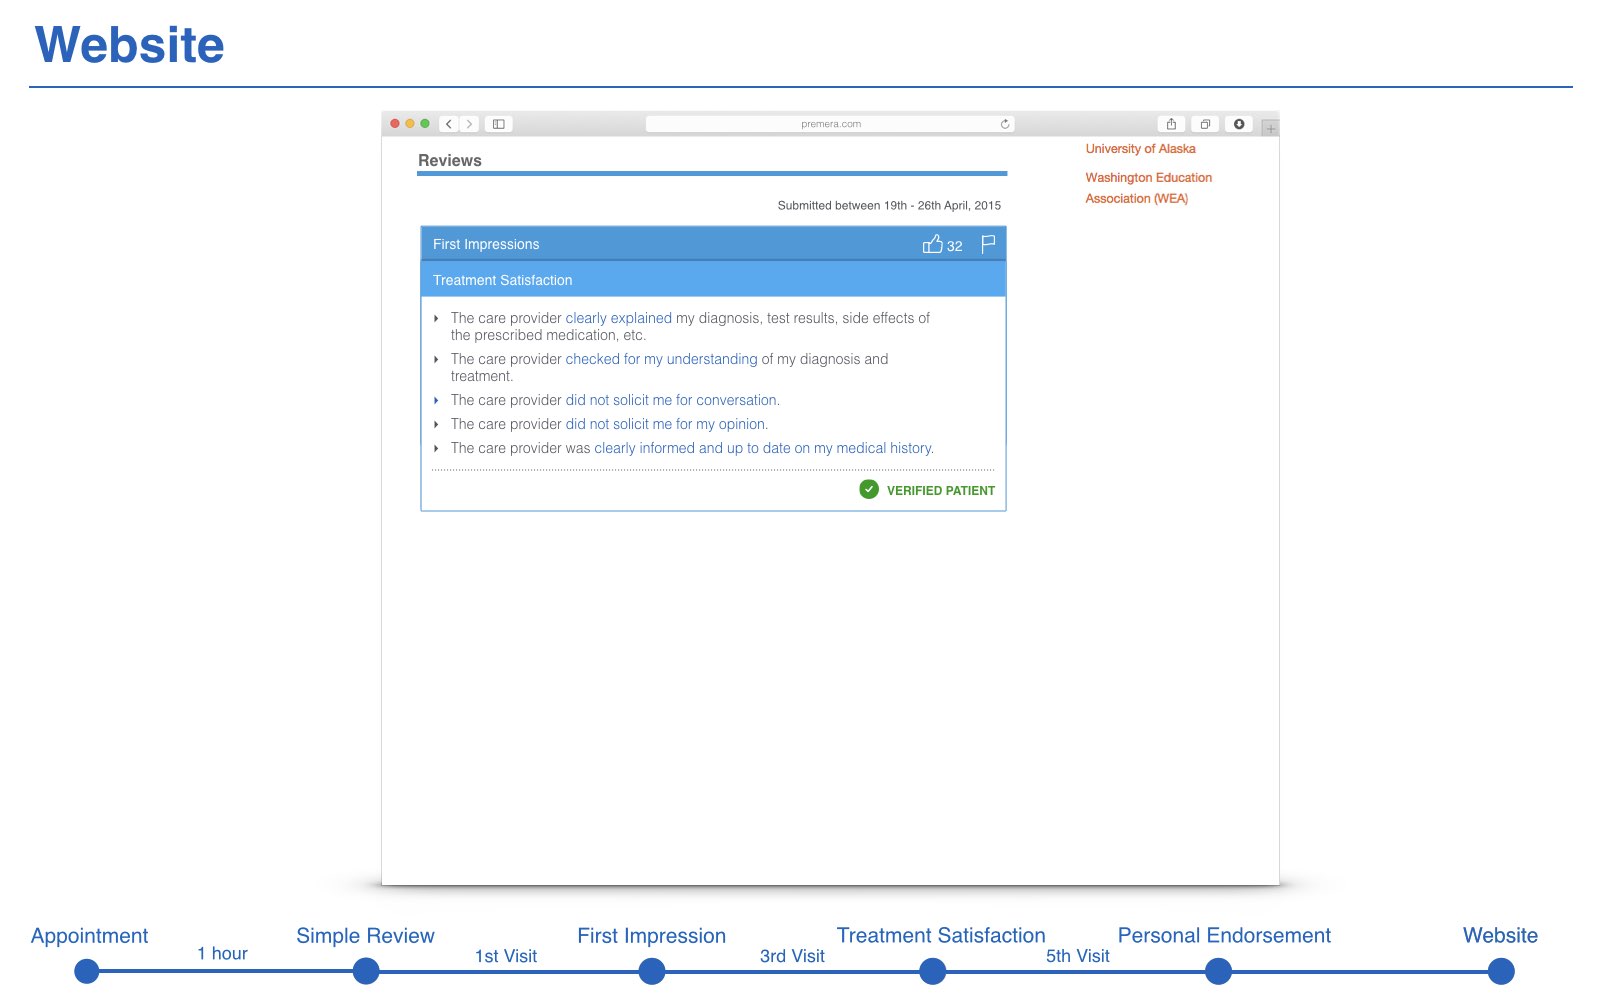 Website
premera.com
Reviews
University of Alaska
Washington Education
Association (WEA)
Submitted between 19th - 26th April, 2015
First Impressions
32
Treatment Satisfaction
The care provider clearly explained my diagnosis, test results, side effects of
the prescribed medication, etc.
The care provider checked for my understanding of my diagnosis and
treatment.
The care provider did not solicit me for conversation.
The care provider did not solicit me for my opinion.
The care provider was clearly informed and up to date on my medical history.
VERIFIED PATIENT
Appointment
1 hour
Simple Review
1st Visit
First Impression
3rd Visit
Treatment Satisfaction
5th Visit
Personal Endorsement
Website